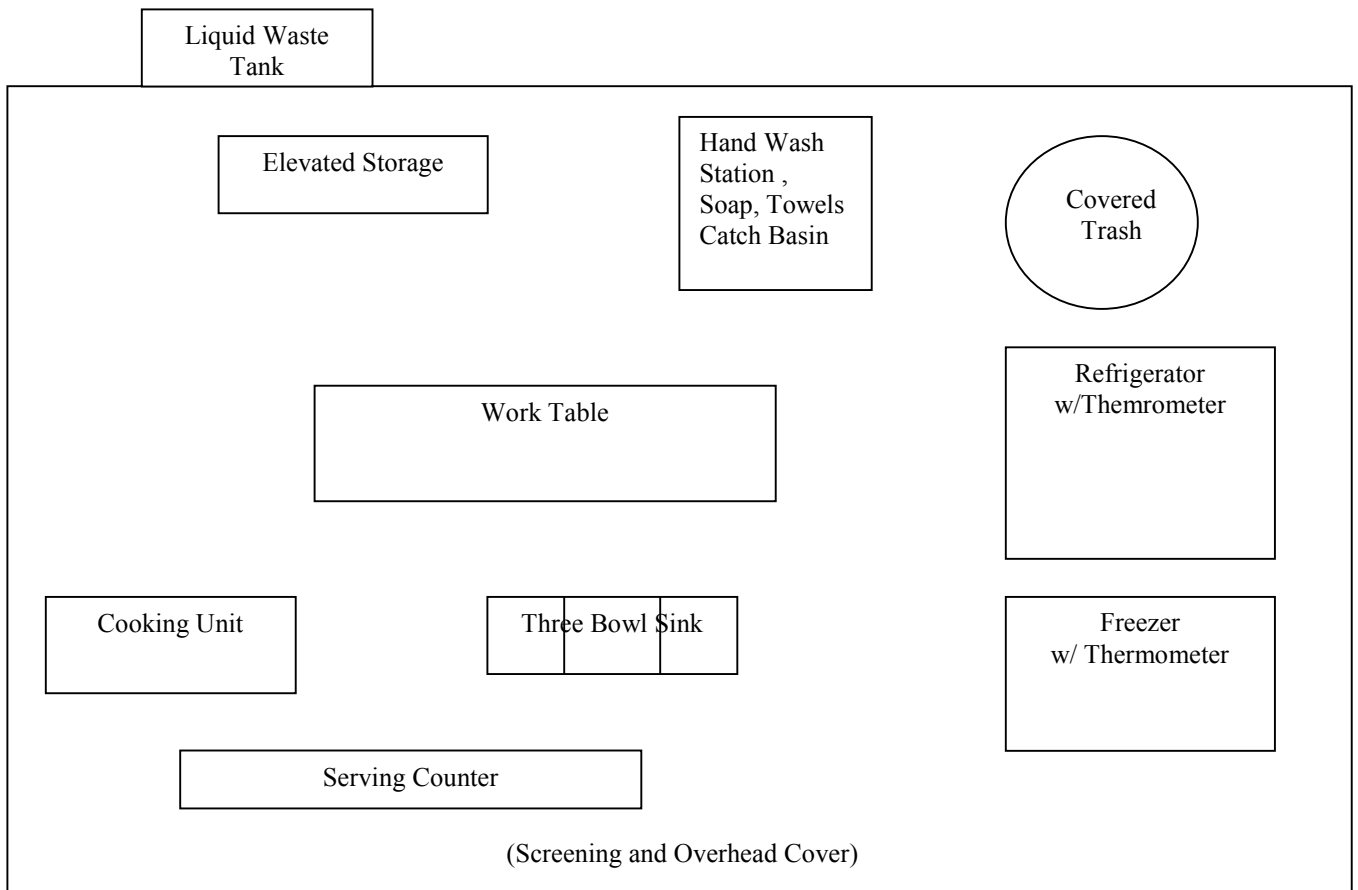 Liquid Waste
Tank
Elevated Storage
Hand Wash
Station ,
Soap, Towels
Catch Basin
Covered
Trash
Work Table
Refrigerator
w/Themrometer
Cooking Unit
Three Bowl Sink
Freezer
w/ Thermometer
Serving Counter
(Screening and Overhead Cover)